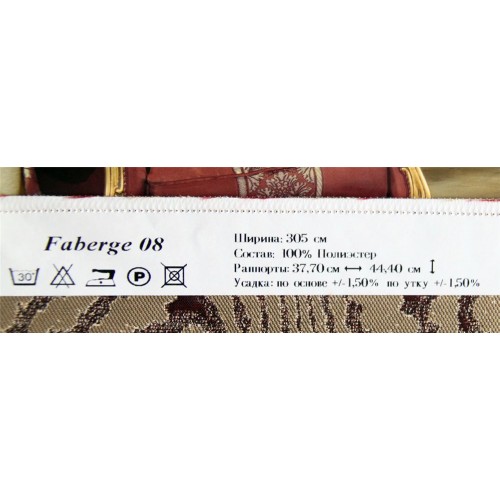 Faberge 08
30°
P
Ширина: 305 см
Состав: 100% Полиэстер
Раппорты: 37,70 см ⟷ 44,40 см ↕
Усадка: по основе +/-1,50% по утку +/-1,50%